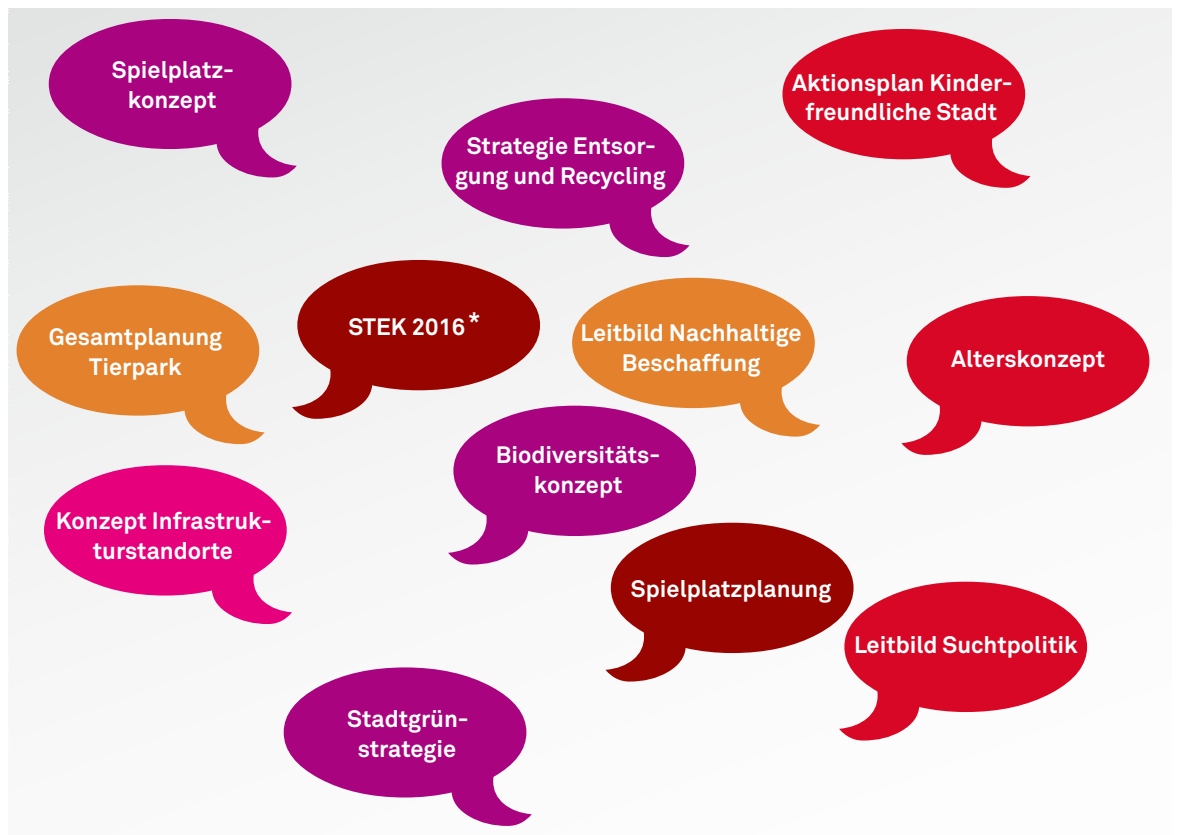 Spielplatz-
konzept
Aktionsplan Kinder-
freundliche Stadt
Strategie Entsor-
gung und Recycling
Gesamtplanung
Tierpark
STEK 2016*
Leitbild Nachhaltige
Beschaffung
Alterskonzept
Biodiversitäts-
konzept
Konzept Infrastruk-
turstandorte
Spielplatzplanung
Leitbild Suchtpolitik
Stadtgrün-
strategie